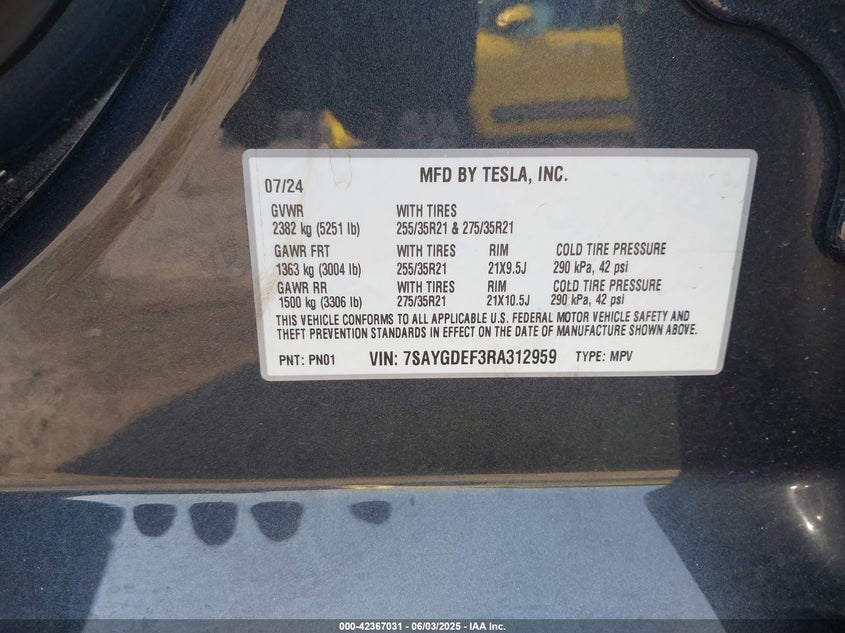 07/24 MFD BY TESLA, INC.
GVWR WITH TIRES
2382 kg (5251 lb) 255/35R21 & 275/35R21
GAWR FRT WITH TIRES RIM COLD TIRE PRESSURE
1363 kg (3004 lb) 255/35R21 21X9.5J 290 kPa, 42 psi
GAWR RR WITH TIRES RIM COLD TIRE PRESSURE
1500 kg (3306 lb) 275/35R21 21X10.5J 290 kPa, 42 psi
THIS VEHICLE CONFORMS TO ALL APPLICABLE U.S. FEDERAL MOTOR VEHICLE SAFETY AND
THEFT PREVENTION STANDARDS IN EFFECT ON THE DATE OF MANUFACTURE SHOWN ABOVE.
PNT: PN01 VIN: 7SAYGDEF3RA312959 TYPE: MPV
000-42367031 - 06/03/2025 - IAA Inc.